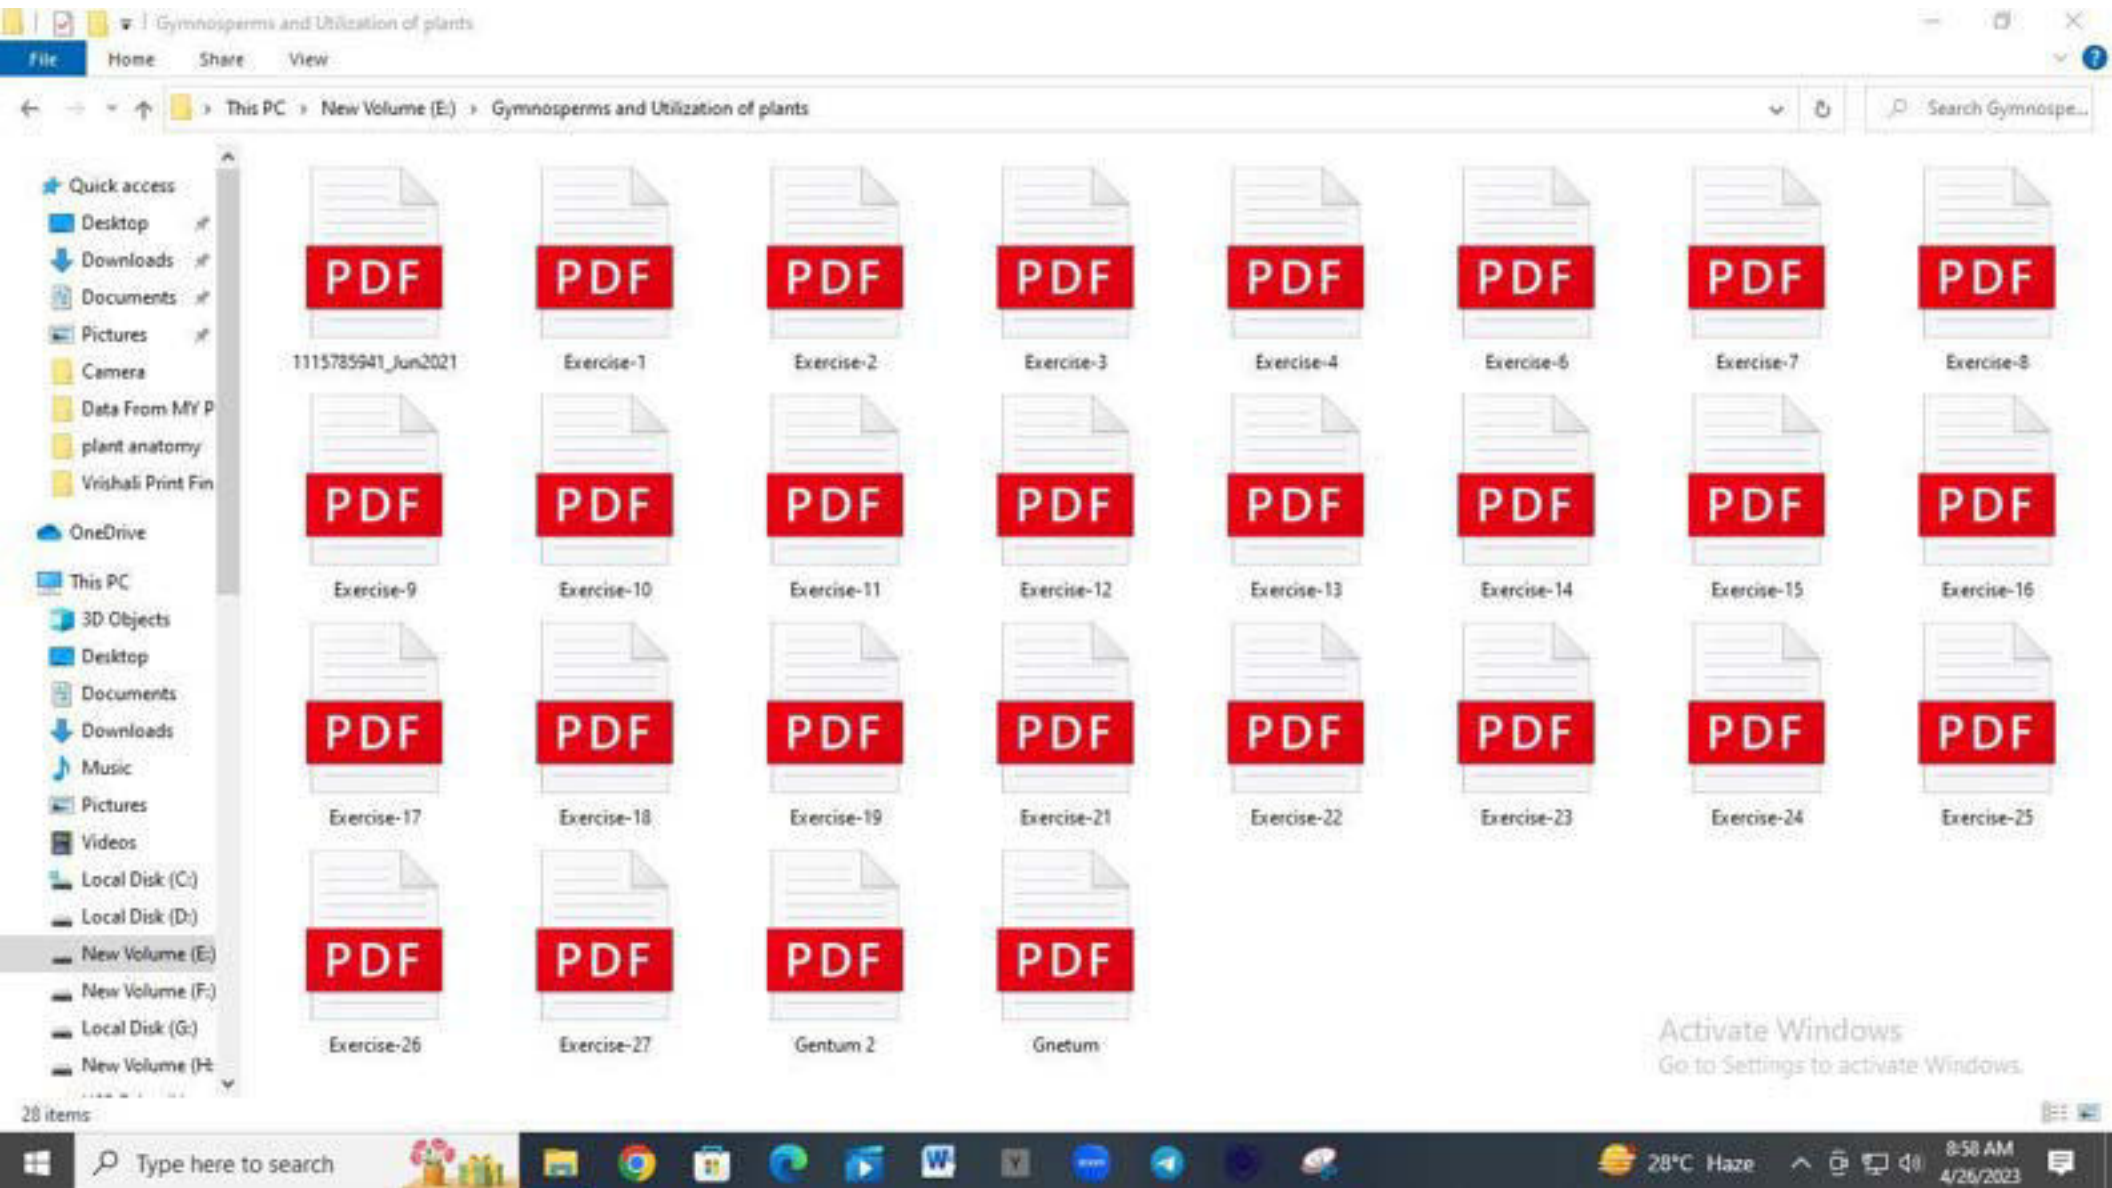 Gymnosperms and Utilization of plants
File Home Share View
This PC › New Volume (E:) › Gymnosperms and Utilization of plants
Search Gymnospe...
Quick access
Desktop
Downloads
Documents
Pictures
Camera
Data From MY P
plant anatomy
Vrishali Print Fin
OneDrive
This PC
3D Objects
Desktop
Documents
Downloads
Music
Pictures
Videos
Local Disk (C:)
Local Disk (D:)
New Volume (E:)
New Volume (F:)
Local Disk (G:)
New Volume (H:
PDF PDF PDF PDF PDF PDF PDF PDF
1115785941_Jun2021 Exercise-1 Exercise-2 Exercise-3 Exercise-4 Exercise-6 Exercise-7 Exercise-8
PDF PDF PDF PDF PDF PDF PDF PDF
Exercise-9 Exercise-10 Exercise-11 Exercise-12 Exercise-13 Exercise-14 Exercise-15 Exercise-16
PDF PDF PDF PDF PDF PDF PDF PDF
Exercise-17 Exercise-18 Exercise-19 Exercise-21 Exercise-22 Exercise-23 Exercise-24 Exercise-25
PDF PDF PDF PDF
Exercise-26 Exercise-27 Gentum 2 Gnetum
Activate Windows
Go to Settings to activate Windows.
28 items
Type here to search
28°C Haze
8:58 AM
4/26/2023